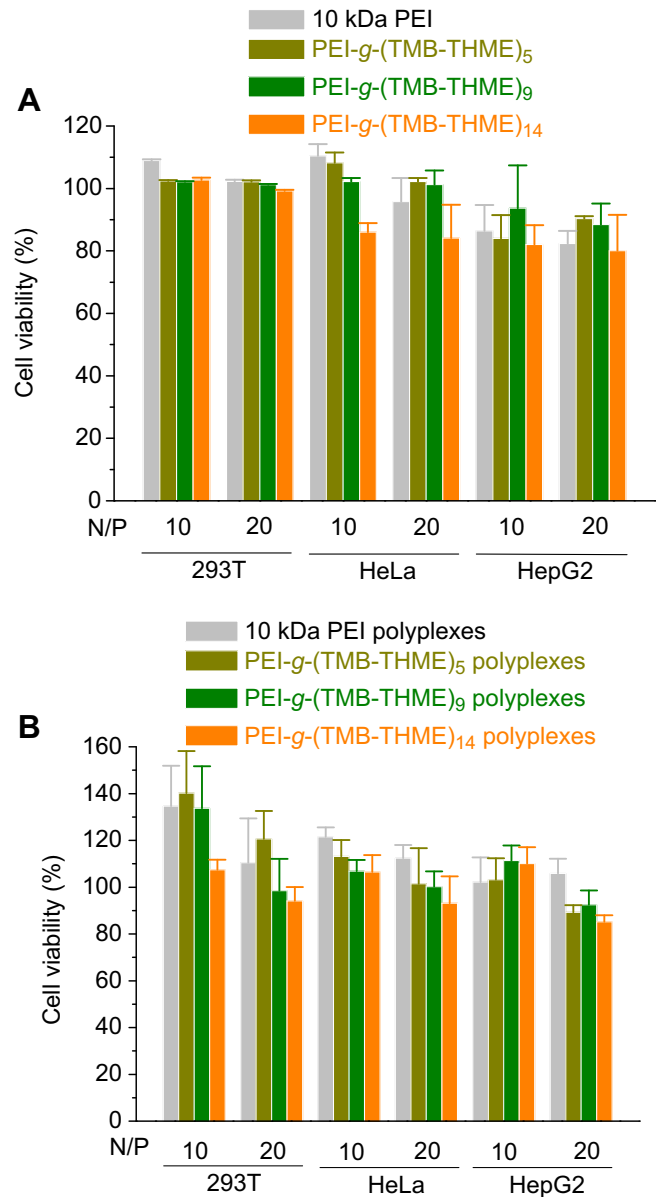 10 kDa PEI
PEI-g-(TMB-THME)5
PEI-g-(TMB-THME)9
PEI-g-(TMB-THME)14
A
120
100
80
60
40
20
0
Cell viability (%)
N/P 10 20 10 20 10 20
293T HeLa HepG2
10 kDa PEI polyplexes
PEI-g-(TMB-THME)5 polyplexes
PEI-g-(TMB-THME)9 polyplexes
PEI-g-(TMB-THME)14 polyplexes
B
160
140
120
100
80
60
40
20
0
Cell viability (%)
N/P 10 20 10 20 10 20
293T HeLa HepG2